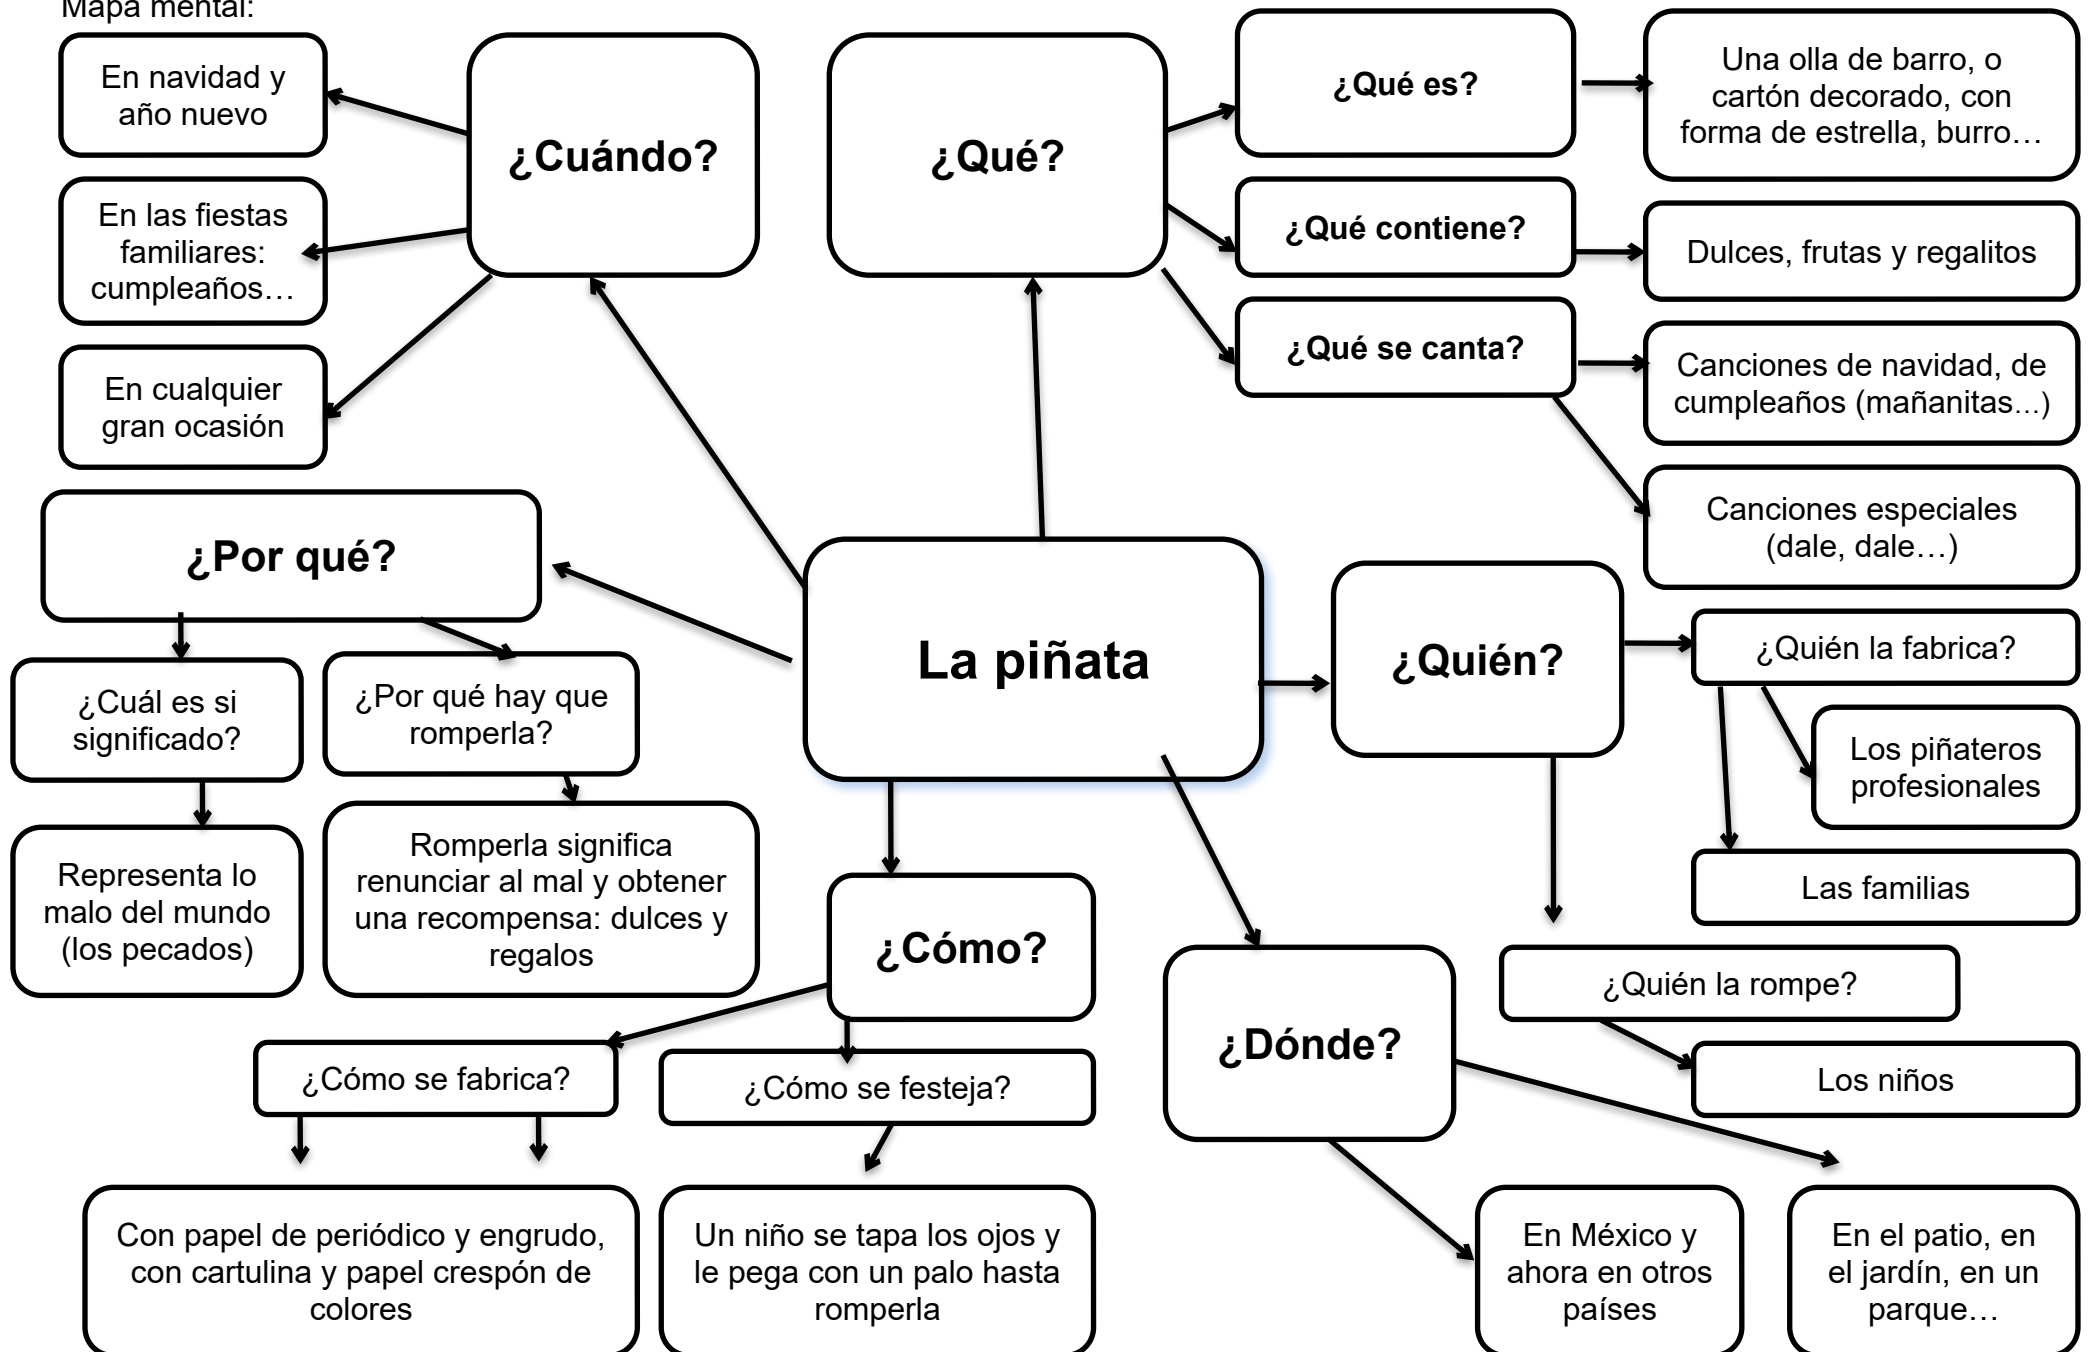 Mapa mental:
En navidad y
año nuevo
En las fiestas
familiares:
cumpleaños…
En cualquier
gran ocasión
¿Cuándo?
¿Qué?
¿Qué es?
Una olla de barro, o
cartón decorado, con
forma de estrella, burro…
¿Qué contiene?
Dulces, frutas y regalitos
¿Qué se canta?
Canciones de navidad, de
cumpleaños (mañanitas...)
Canciones especiales
(dale, dale…)
¿Por qué?
¿Cuál es si
significado?
¿Por qué hay que
romperla?
Representa lo
malo del mundo
(los pecados)
Romperla significa
renunciar al mal y obtener
una recompensa: dulces y
regalos
La piñata
¿Quién?
¿Quién la fabrica?
Los piñateros
profesionales
Las familias
¿Quién la rompe?
Los niños
¿Cómo?
¿Cómo se fabrica?
¿Cómo se festeja?
Con papel de periódico y engrudo,
con cartulina y papel crespón de
colores
Un niño se tapa los ojos y
le pega con un palo hasta
romperla
¿Dónde?
En México y
ahora en otros
países
En el patio, en
el jardín, en un
parque…